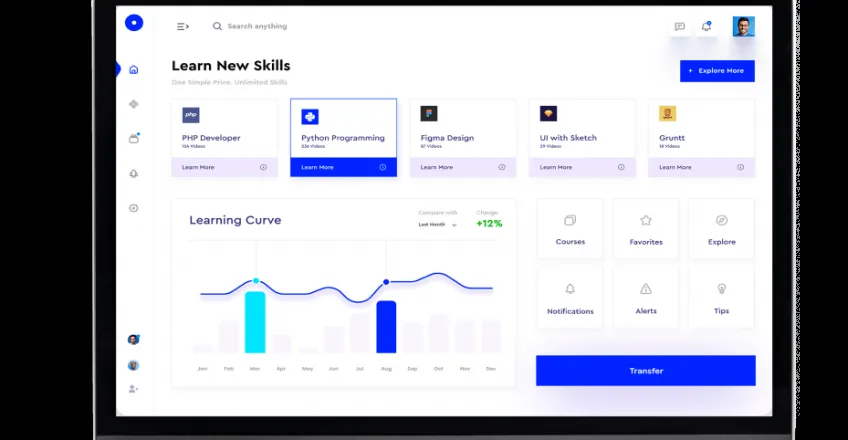 Search anything
Learn New Skills
One Simple Price. Unlimited Skills
+ Explore More
php
PHP Developer
124 Videos
Learn More
Python Programming
226 Videos
Learn More
Figma Design
87 Videos
Learn More
UI with Sketch
29 Videos
Learn More
Gruntt
18 Videos
Learn More
Learning Curve
Compare with
Last Month
Change
+12%
Jan Feb Mar Apr May Jun Jul Aug Sep Oct Nov Dec
Courses
Favorites
Explore
Notifications
Alerts
Tips
Transfer